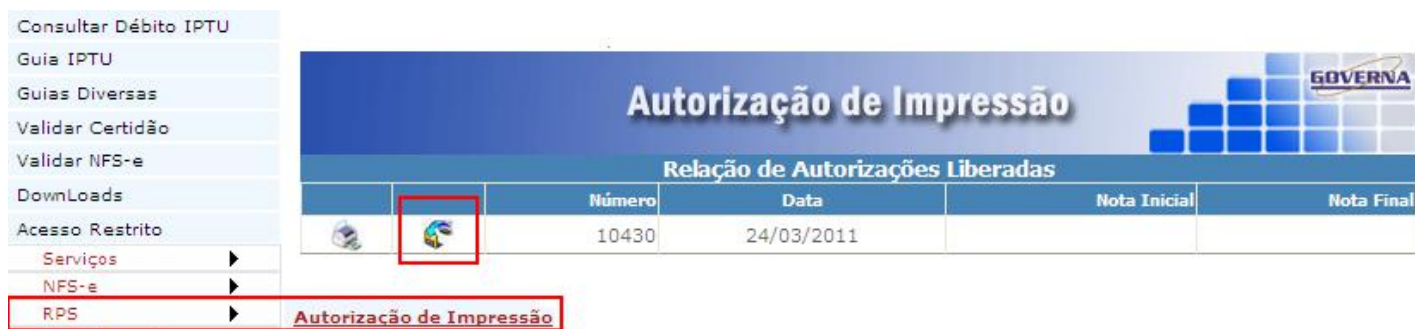 Consultar Débito IPTU
Guia IPTU
Guias Diversas
Validar Certidão
Validar NFS-e
DownLoads
Acesso Restrito
Serviços
NFS-e
RPS
Autorização de Impressão
Autorização de Impressão
GOVERNA
Relação de Autorizações Liberadas
Número Data Nota Inicial Nota Final
10430 24/03/2011